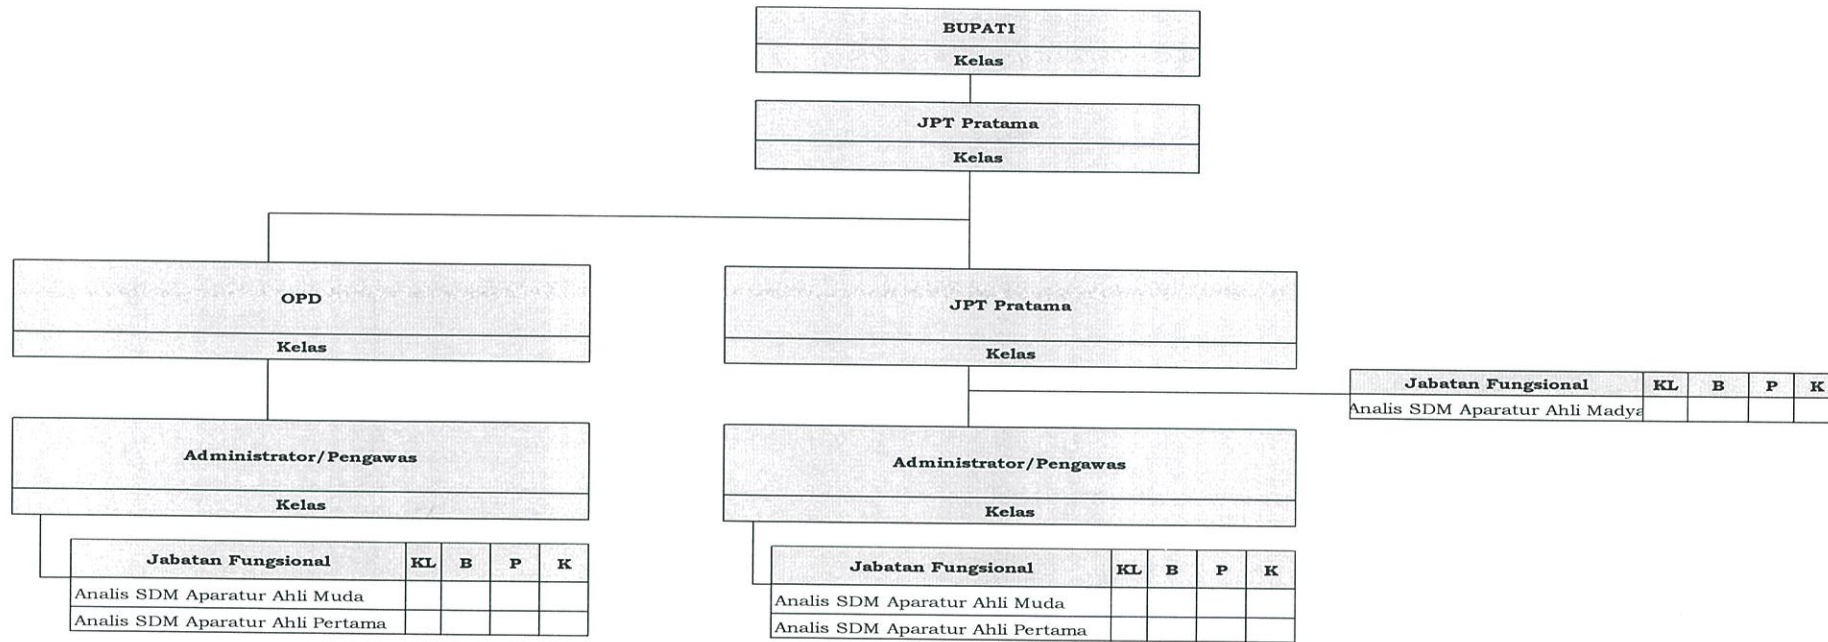 BUPATI
Kelas
JPT Pratama
Kelas
OPD
Kelas
JPT Pratama
Kelas
Jabatan Fungsional KL B P K
Analis SDM Aparatur Ahli Madya
Administrator/Pengawas
Kelas
Administrator/Pengawas
Kelas
Jabatan Fungsional KL B P K
Analis SDM Aparatur Ahli Muda
Analis SDM Aparatur Ahli Pertama
Jabatan Fungsional KL B P K
Analis SDM Aparatur Ahli Muda
Analis SDM Aparatur Ahli Pertama